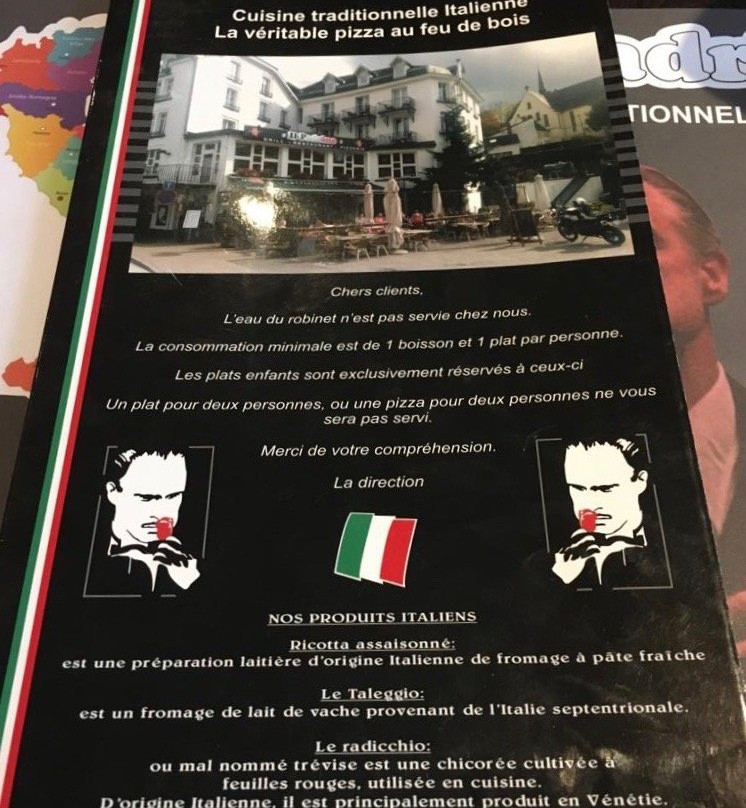 Cuisine traditionnelle Italienne
La véritable pizza au feu de bois
Chers clients,
L'eau du robinet n'est pas servie chez nous.
La consommation minimale est de 1 boisson et 1 plat par personne.
Les plats enfants sont exclusivement réservés à ceux-ci
Un plat pour deux personnes, ou une pizza pour deux personnes ne vous
sera pas servi.
Merci de votre compréhension.
La direction
NOS PRODUITS ITALIENS
Ricotta assaisonné:
est une préparation laitière d'origine Italienne de fromage à pâte fraîche
Le Taleggio:
est un fromage de lait de vache provenant de l'Italie septentrionale.
Le radicchio:
ou mal nommé trévise est une chicorée cultivée à
feuilles rouges, utilisée en cuisine.
D'origine Italienne, il est principalement produit en Vénétie.
adr
TIONNEL